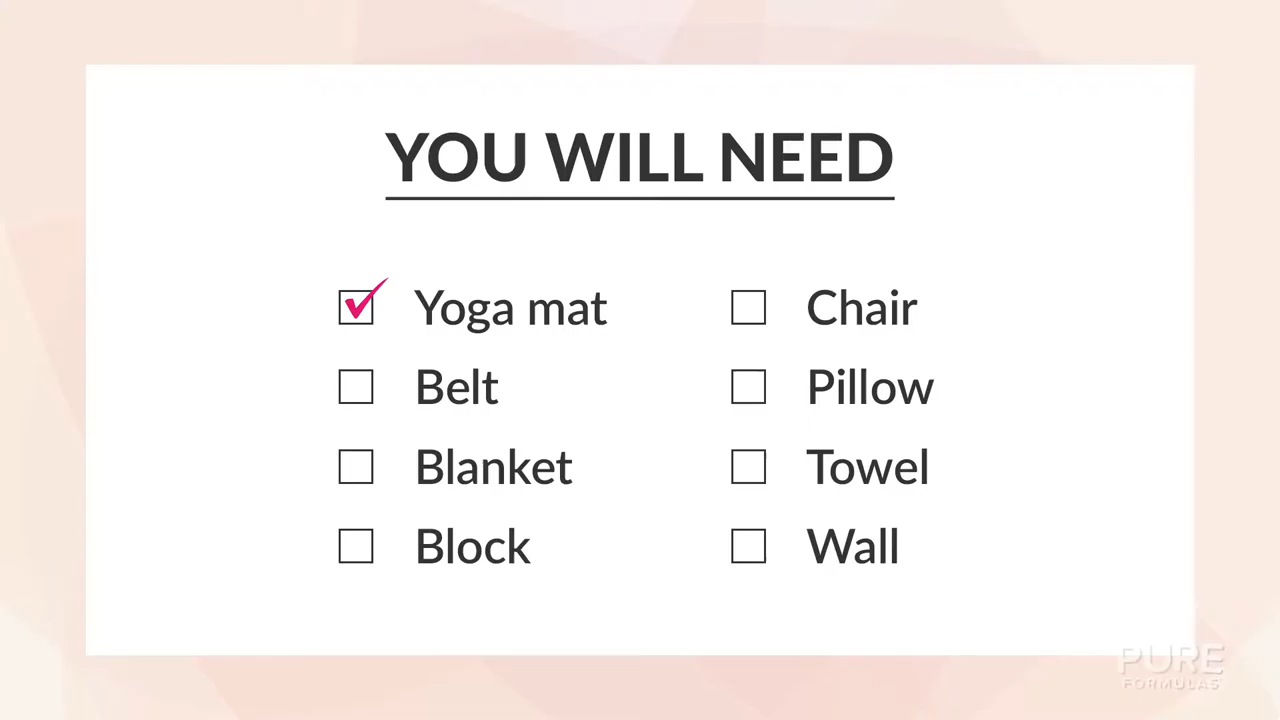 YOU WILL NEED
Yoga mat
Belt
Blanket
Block
Chair
Pillow
Towel
Wall
PURE
FORMULAS